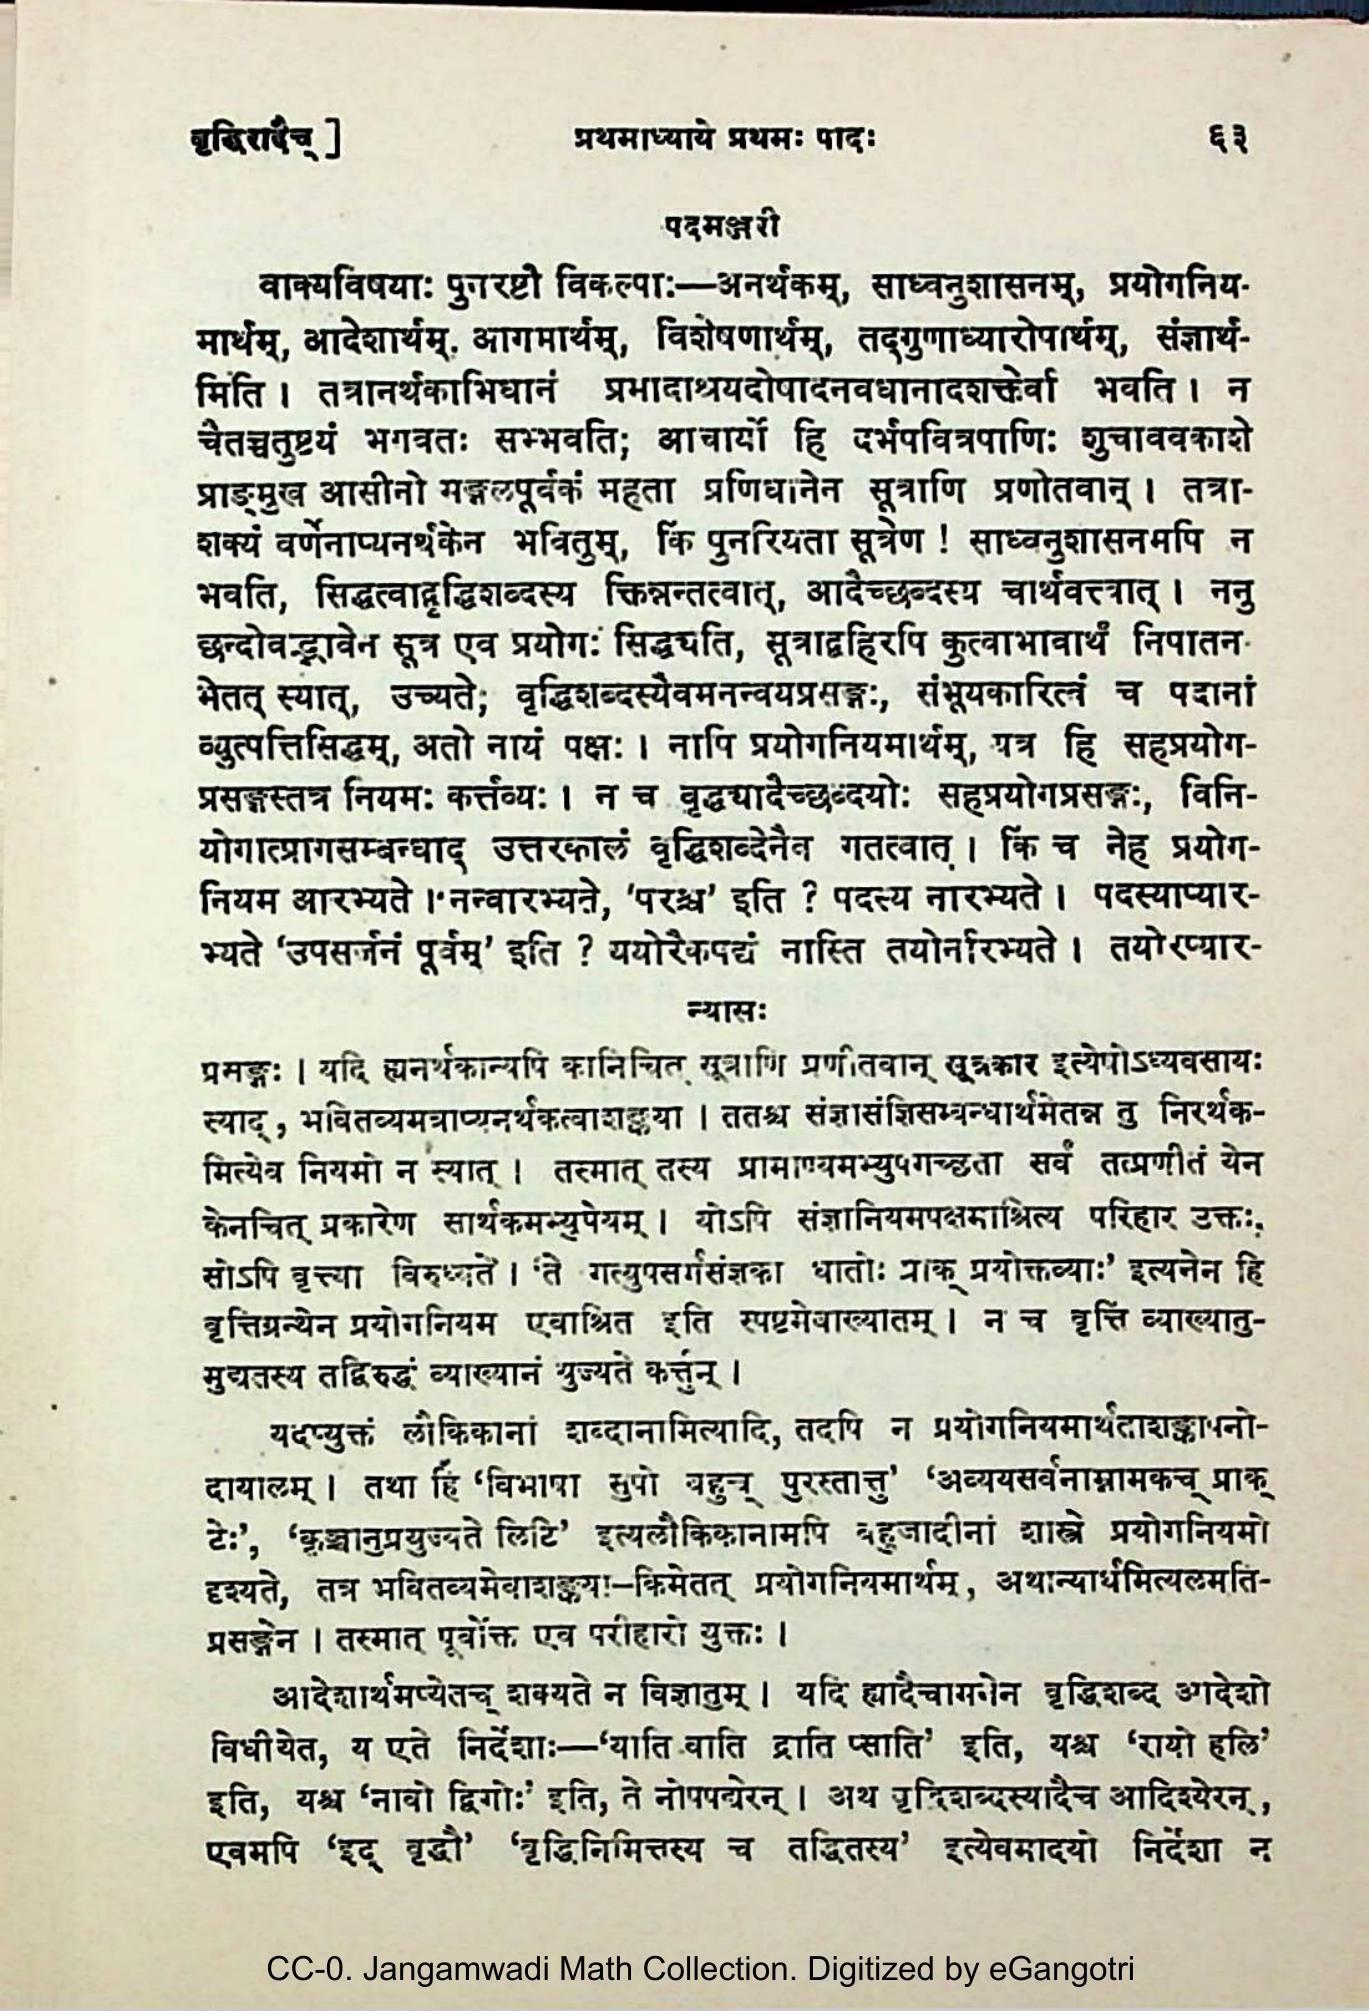 वृद्धिरादैच् ]
प्रथमाध्याये प्रथमः पादः
६३
पदमञ्जरी
वाक्यविषयाः पुनरष्टौ विकल्पाः—अनर्थकम्, साध्वनुशासनम्, प्रयोगनिय-
मार्थम्, आदेशार्थम्. आगमार्थम्, विशेषणार्थम्, तद्गुणाध्यारोपार्थम्, संज्ञार्थ-
मिति । तत्रानर्थकाभिधानं प्रभादाश्रयदोषादनवधानादशक्तेर्वा भवति । न
चैतच्चतुष्टयं भगवतः सम्भवति; आचार्यो हि दर्भपवित्रपाणिः शुचाववकाशे
प्राङ्मुख आसीनो मङ्गलपूर्वकं महता प्रणिधानेन सूत्राणि प्रणोतवान् । तत्रा-
शक्यं वर्णेनाप्यनर्थकेन भवितुम्, किं पुनरियता सूत्रेण ! साध्वनुशासनमपि न
भवति, सिद्धत्वाद्वृद्धिशब्दस्य क्तिन्नन्तत्वात्, आदैच्छब्दस्य चार्थवत्त्वात् । ननु
छन्दोवद्भावेन सूत्र एव प्रयोगः सिद्ध्यति, सूत्राद्बहिरपि कुत्वाभावार्थं निपातन-
मेतत् स्यात्, उच्यते; वृद्धिशब्दस्यैवमनन्वयप्रसङ्गः, संभूयकारित्वं च पदानां
व्युत्पत्तिसिद्धम्, अतो नायं पक्षः । नापि प्रयोगनियमार्थम्, यत्र हि सहप्रयोग-
प्रसङ्गस्तत्र नियमः कर्त्तव्यः । न च वृद्ध्यादैच्छब्दयोः सहप्रयोगप्रसङ्गः, विनि-
योगात्प्रागसम्बन्धाद् उत्तरकालं वृद्धिशब्देनैव गतत्वात् । किं च नेह प्रयोग-
नियम आरभ्यते । नन्वारभ्यते, 'परश्च' इति ? पदस्य नारभ्यते । पदस्याप्यार-
भ्यते 'उपसर्जनं पूर्वम्' इति ? ययोरैकपद्यं नास्ति तयोर्नारभ्यते । तयोरप्यार-
न्यासः
प्रसङ्गः । यदि ह्यनर्थकान्यपि कानिचित् सूत्राणि प्रणीतवान् सूत्रकार इत्येषोऽध्यवसायः
स्याद्, भवितव्यमत्राप्यनर्थकत्वाशङ्कया । ततश्च संज्ञासंज्ञिसम्बन्धार्थमेतन्न तु निरर्थक-
मित्येव नियमो न स्यात् । तस्मात् तस्य प्रामाण्यमभ्युपगच्छता सर्वं तत्प्रणीतं येन
केनचित् प्रकारेण सार्थकमभ्युपेयम् । योऽपि संज्ञानियमपक्षमाश्रित्य परिहार उक्तः,
सोऽपि वृत्त्या विरुध्यते । 'ते गत्युपसर्गसंज्ञका धातोः प्राक् प्रयोक्तव्याः' इत्यनेन हि
वृत्तिग्रन्थेन प्रयोगनियम एवाश्रित इति स्पष्टमेवाख्यातम् । न च वृत्तिं व्याख्यातु-
मुद्यतस्य तद्विरुद्धं व्याख्यानं युज्यते कर्त्तुन् ।
यदप्युक्तं लौकिकानां शब्दानामित्यादि, तदपि न प्रयोगनियमार्थताशङ्कापनो-
दायालम् । तथा हि 'विभाषा सुपो बहुच् पुरस्तात्तु' 'अव्ययसर्वनाम्नामकच् प्राक्
टेः', 'कृञ्चानुप्रयुज्यते लिटि' इत्यलौकिकानामपि बहुजादीनां शास्त्रे प्रयोगनियमो
दृश्यते, तत्र भवितव्यमेवाशङ्कया–किमेतत् प्रयोगनियमार्थम्, अथान्यार्थमित्यलमति-
प्रसङ्गेन । तस्मात् पूर्वोक्त एव परीहारो युक्तः ।
आदेशार्थमप्येतच् शक्यते न विज्ञातुम् । यदि ह्यादैचामनेन वृद्धिशब्द आदेशो
विधीयेत, य एते निर्देशाः—'याति वाति द्राति प्साति' इति, यश्च 'रायो हलि'
इति, यश्च 'नावो द्विगोः' इति, ते नोपपद्येरन् । अथ वृद्धिशब्दस्यादैच आदिश्येरन्,
एवमपि 'इद् वृद्धौ' 'वृद्धिनिमित्तस्य च तद्धितस्य' इत्येवमादयो निर्देशा न
CC-0. Jangamwadi Math Collection. Digitized by eGangotri